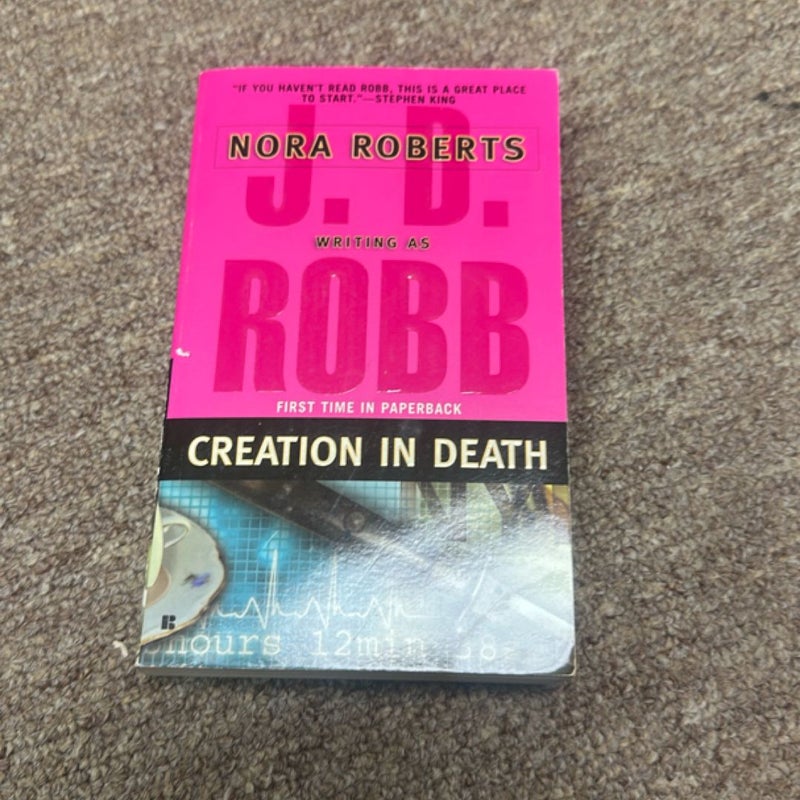 "IF YOU HAVEN'T READ ROBB, THIS IS A GREAT PLACE
TO START."—STEPHEN KING
J. D.
NORA ROBERTS
WRITING AS
ROBB
FIRST TIME IN PAPERBACK
CREATION IN DEATH
NY
hours 12min